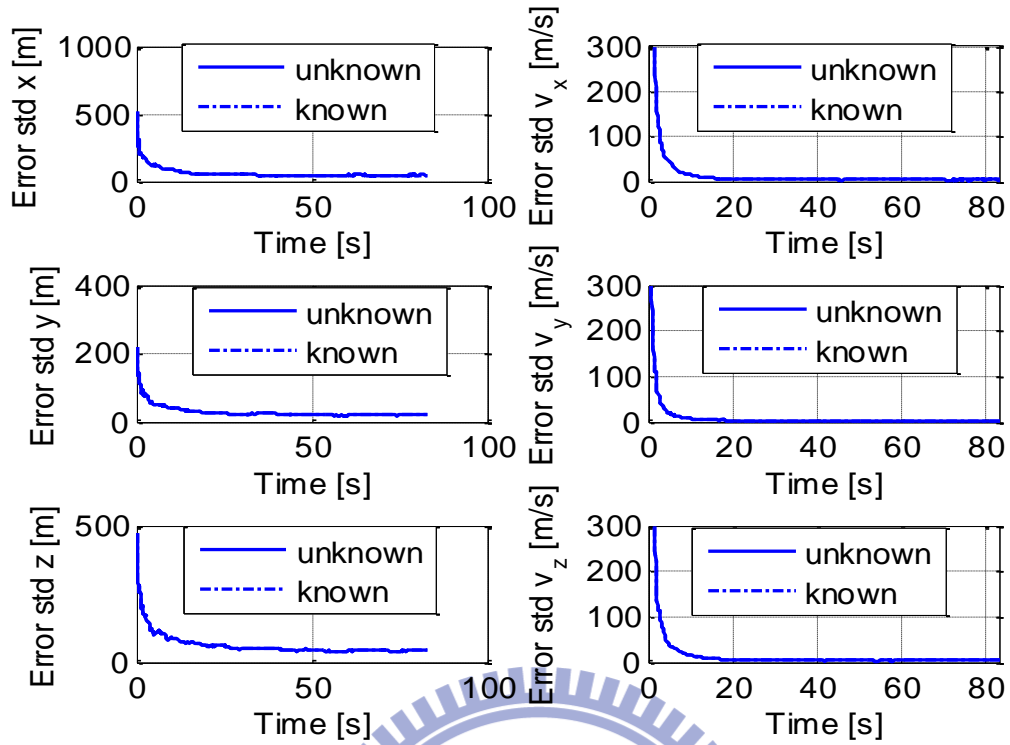 Error std x [m]
1000
500
0
unknown
known
0 50 100
Time [s]
Error std v_x [m/s]
300
200
100
0
unknown
known
0 20 40 60 80
Time [s]
Error std y [m]
400
200
0
unknown
known
0 50 100
Time [s]
Error std v_y [m/s]
300
200
100
0
unknown
known
0 20 40 60 80
Time [s]
Error std z [m]
500
0
unknown
known
0 50 100
Time [s]
Error std v_z [m/s]
300
200
100
0
unknown
known
0 20 40 60 80
Time [s]